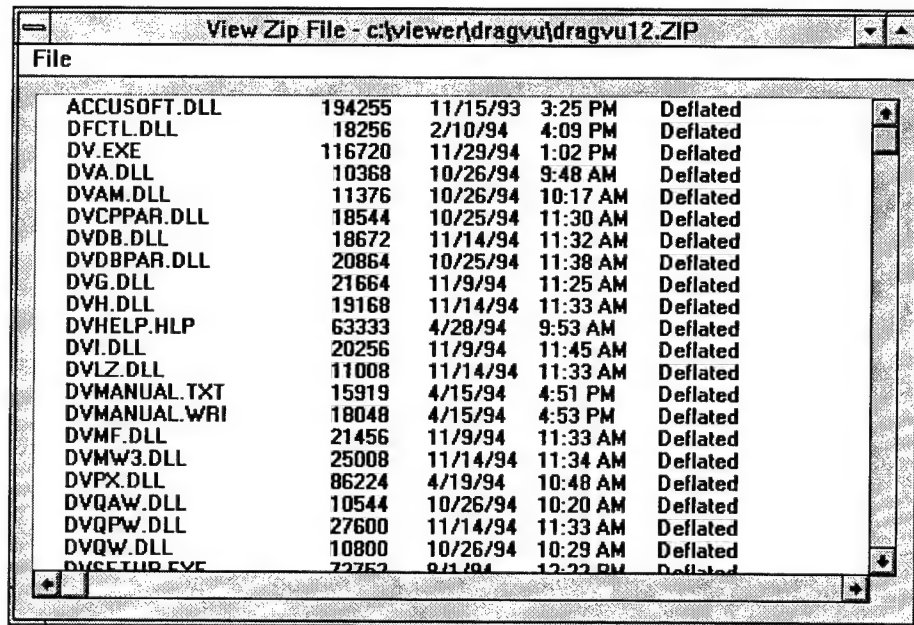 View Zip File - c:\viewer\dragvu\dragvu12.ZIP
File
ACCUSOFT.DLL 194255 11/15/93 3:25 PM Deflated
DFCTL.DLL 18256 2/10/94 4:09 PM Deflated
DV.EXE 116720 11/29/94 1:02 PM Deflated
DVA.DLL 10368 10/26/94 9:48 AM Deflated
DVAM.DLL 11376 10/26/94 10:17 AM Deflated
DVCPPAR.DLL 18544 10/25/94 11:30 AM Deflated
DVDB.DLL 18672 11/14/94 11:32 AM Deflated
DVDBPAR.DLL 20864 10/25/94 11:38 AM Deflated
DVG.DLL 21664 11/9/94 11:25 AM Deflated
DVH.DLL 19168 11/14/94 11:33 AM Deflated
DVHELP.HLP 63333 4/28/94 9:53 AM Deflated
DVI.DLL 20256 11/9/94 11:45 AM Deflated
DVLZ.DLL 11008 11/14/94 11:33 AM Deflated
DVMANUAL.TXT 15919 4/15/94 4:51 PM Deflated
DVMANUAL.WRI 18048 4/15/94 4:53 PM Deflated
DVMF.DLL 21456 11/9/94 11:33 AM Deflated
DVMW3.DLL 25008 11/14/94 11:34 AM Deflated
DVPX.DLL 86224 4/19/94 10:48 AM Deflated
DVQAW.DLL 10544 10/26/94 10:20 AM Deflated
DVQPW.DLL 27600 11/14/94 11:33 AM Deflated
DVQW.DLL 10800 10/26/94 10:29 AM Deflated
DVSETUP.EXE Deflated